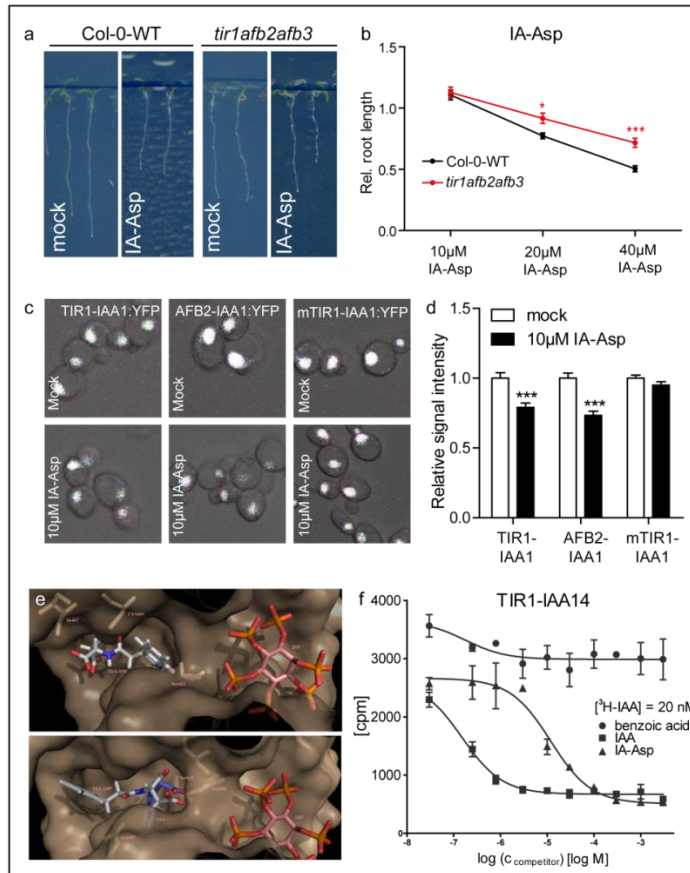 a
Col-0-WT
tir1afb2afb3
mock
IA-Asp
mock
IA-Asp
b
IA-Asp
Rel. root length
1.5
1.0
0.5
0.0
*
***
Col-0-WT
tir1afb2afb3
10µM
20µM
40µM
IA-Asp
IA-Asp
IA-Asp
c
TIR1-IAA1:YFP
AFB2-IAA1:YFP
mTIR1-IAA1:YFP
Mock
Mock
Mock
10µM IA-Asp
10µM IA-Asp
10µM IA-Asp
d
mock
10µM IA-Asp
Relative signal intensity
1.5
1.0
0.5
0.0
***
***
TIR1-
AFB2-
mTIR1-
IAA1
IAA1
IAA1
e
f
TIR1-IAA14
[cpm]
4000
3000
2000
1000
0
[³H-IAA] = 20 nM
benzoic acid
IAA
IA-Asp
-8
-7
-6
-5
-4
-3
-2
log (c competitor) [log M]